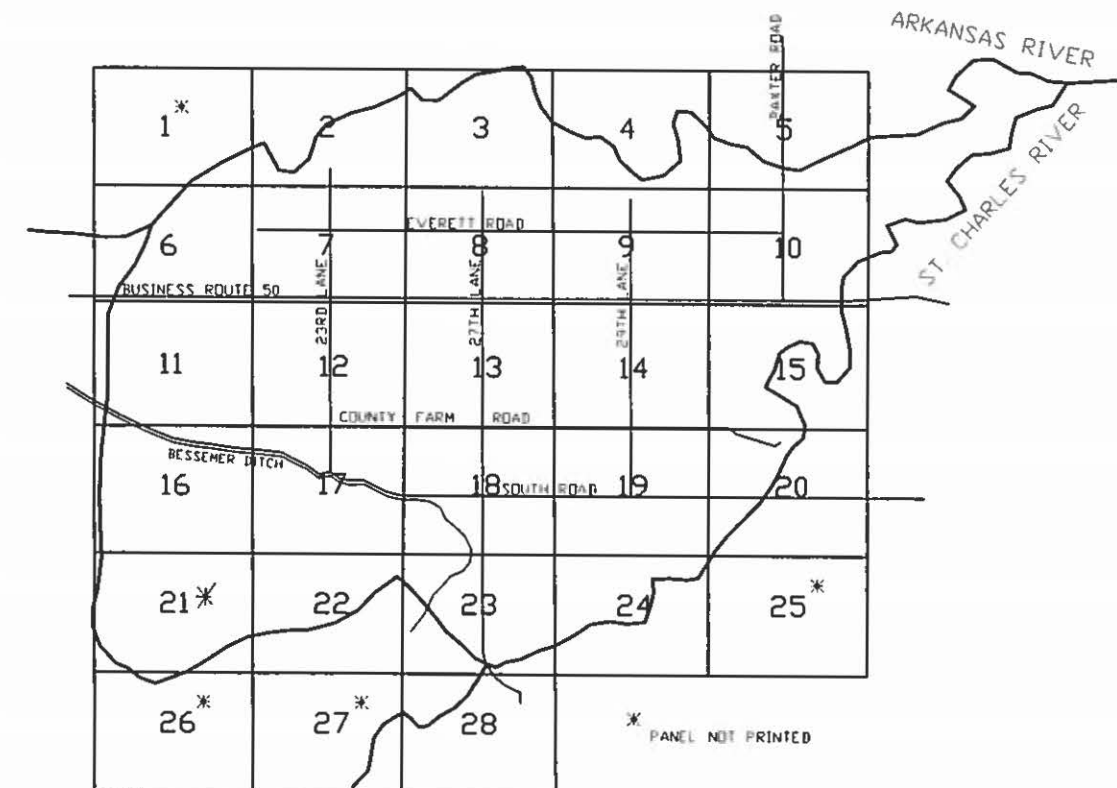 ARKANSAS RIVER
ST. CHARLES RIVER
BAXTER ROAD
1* 2 3 4 5
EVERETT ROAD
6 7 8 9 10
BUSINESS ROUTE 50
23RD LANE
27TH LANE
29TH LANE
11 12 13 14 15
COUNTY FARM ROAD
BESSEMER DITCH
16 17 18 SOUTH ROAD 19 20
21* 22 23 24 25*
26* 27* 28
* PANEL NOT PRINTED